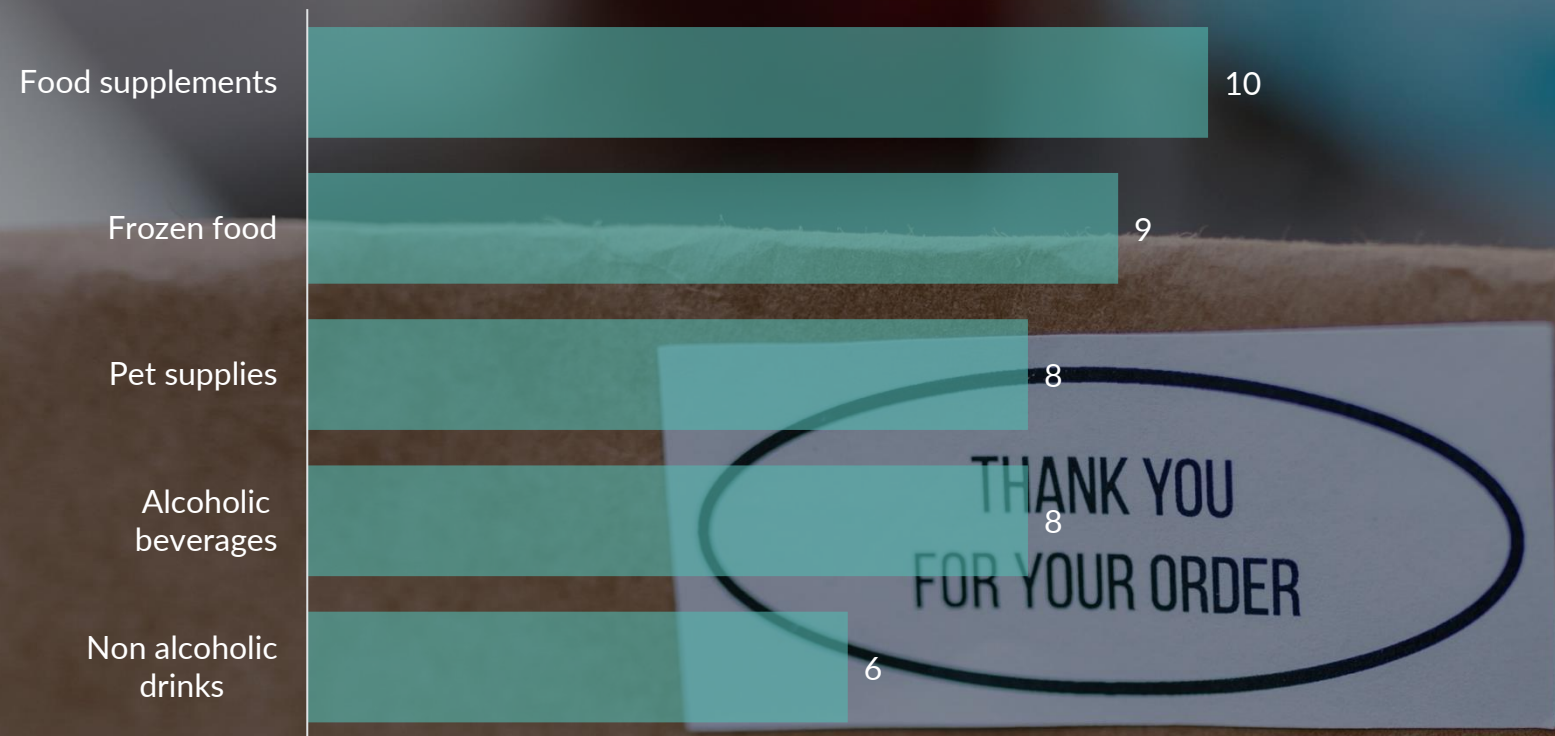 Food supplements
10
Frozen food
9
Pet supplies
8
Alcoholic
beverages
8
Non alcoholic
drinks
6
THANK YOU
FOR YOUR ORDER